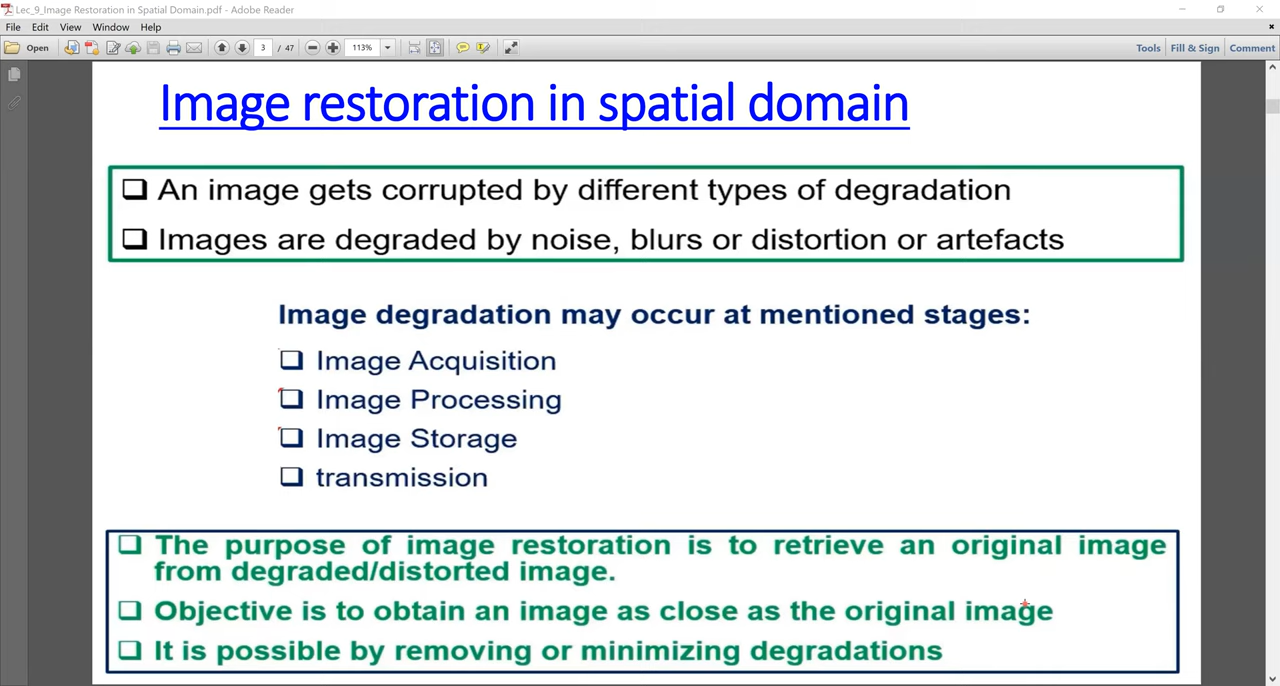 Lec_9_Image Restoration in Spatial Domain.pdf - Adobe Reader
File Edit View Window Help
Open 3 / 47 113% Tools Fill & Sign Comment
Image restoration in spatial domain
An image gets corrupted by different types of degradation
Images are degraded by noise, blurs or distortion or artefacts
Image degradation may occur at mentioned stages:
Image Acquisition
Image Processing
Image Storage
transmission
The purpose of image restoration is to retrieve an original image
from degraded/distorted image.
Objective is to obtain an image as close as the original image
It is possible by removing or minimizing degradations